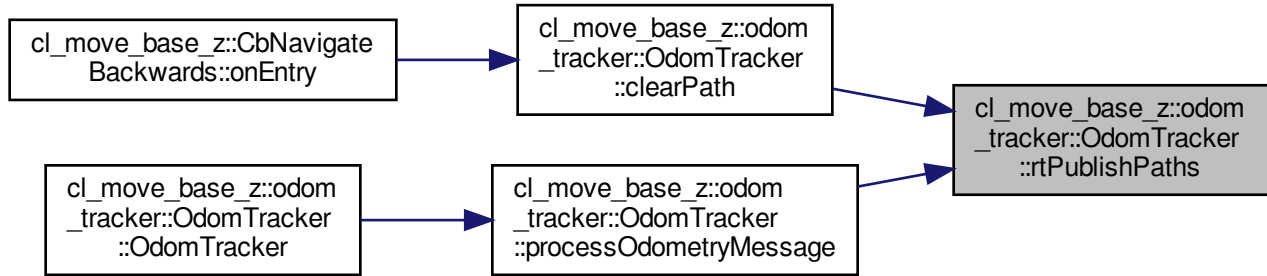 cl_move_base_z::CbNavigate
Backwards::onEntry
cl_move_base_z::odom
_tracker::OdomTracker
::clearPath
cl_move_base_z::odom
_tracker::OdomTracker
::rtPublishPaths
cl_move_base_z::odom
_tracker::OdomTracker
::OdomTracker
cl_move_base_z::odom
_tracker::OdomTracker
::processOdometryMessage